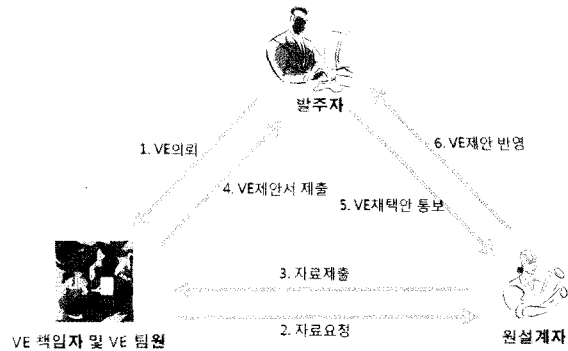 발주자
1. VE의뢰
6. VE제안 반영
4. VE제안서 제출
5. VE채택안 통보
3. 자료제출
2. 자료요청
VE 책임자 및 VE 팀원
원설계자